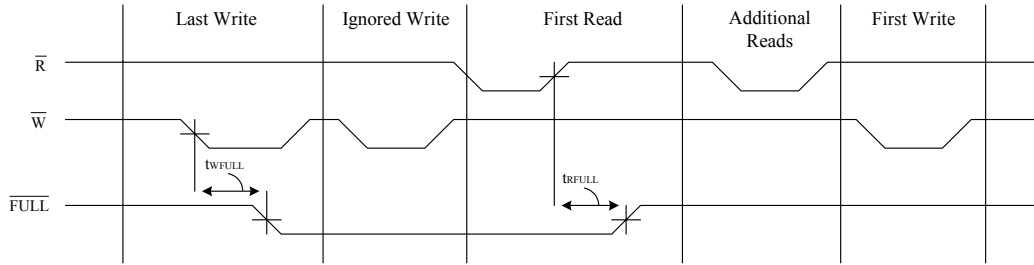 Last Write
Ignored Write
First Read
Additional
Reads
First Write
R
W
tWFULL
tRFULL
FULL